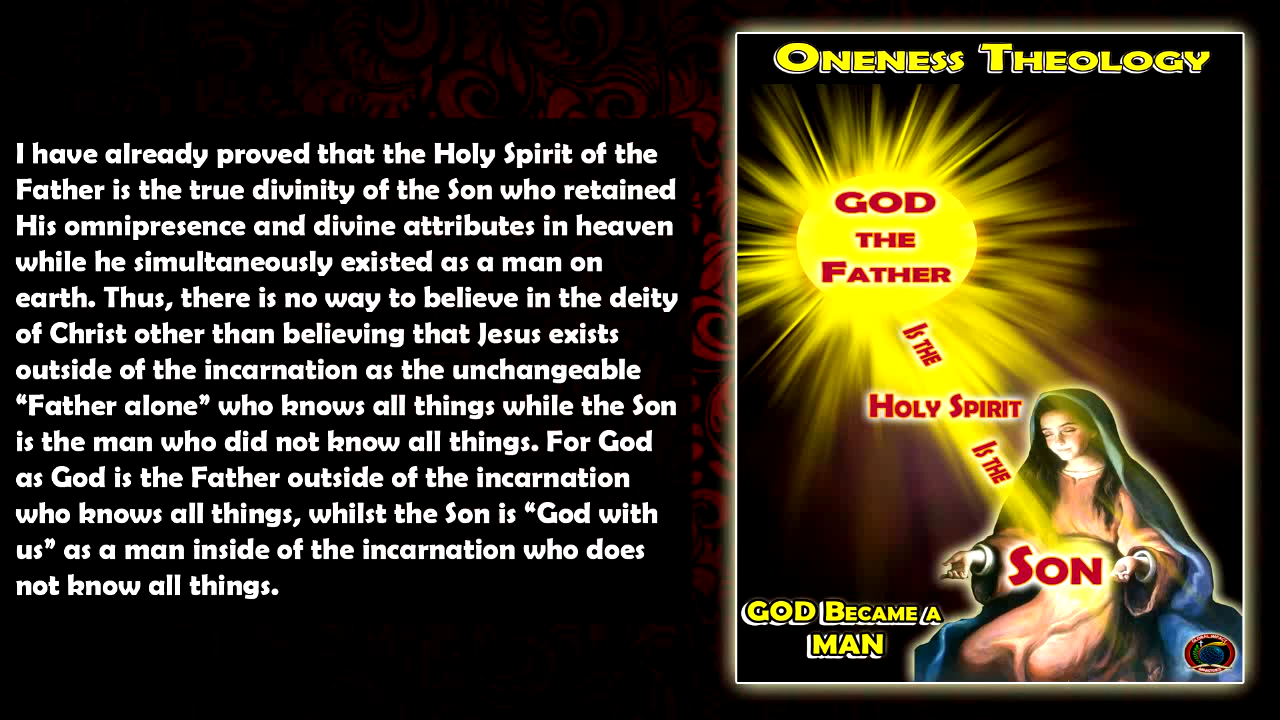 I have already proved that the Holy Spirit of the
Father is the true divinity of the Son who retained
His omnipresence and divine attributes in heaven
while he simultaneously existed as a man on
earth. Thus, there is no way to believe in the deity
of Christ other than believing that Jesus exists
outside of the incarnation as the unchangeable
“Father alone” who knows all things while the Son
is the man who did not know all things. For God
as God is the Father outside of the incarnation
who knows all things, whilst the Son is “God with
us” as a man inside of the incarnation who does
not know all things.
Oneness Theology
GOD
THE
Father
Is the
Holy Spirit
Is the
Son
GOD Became a
MAN